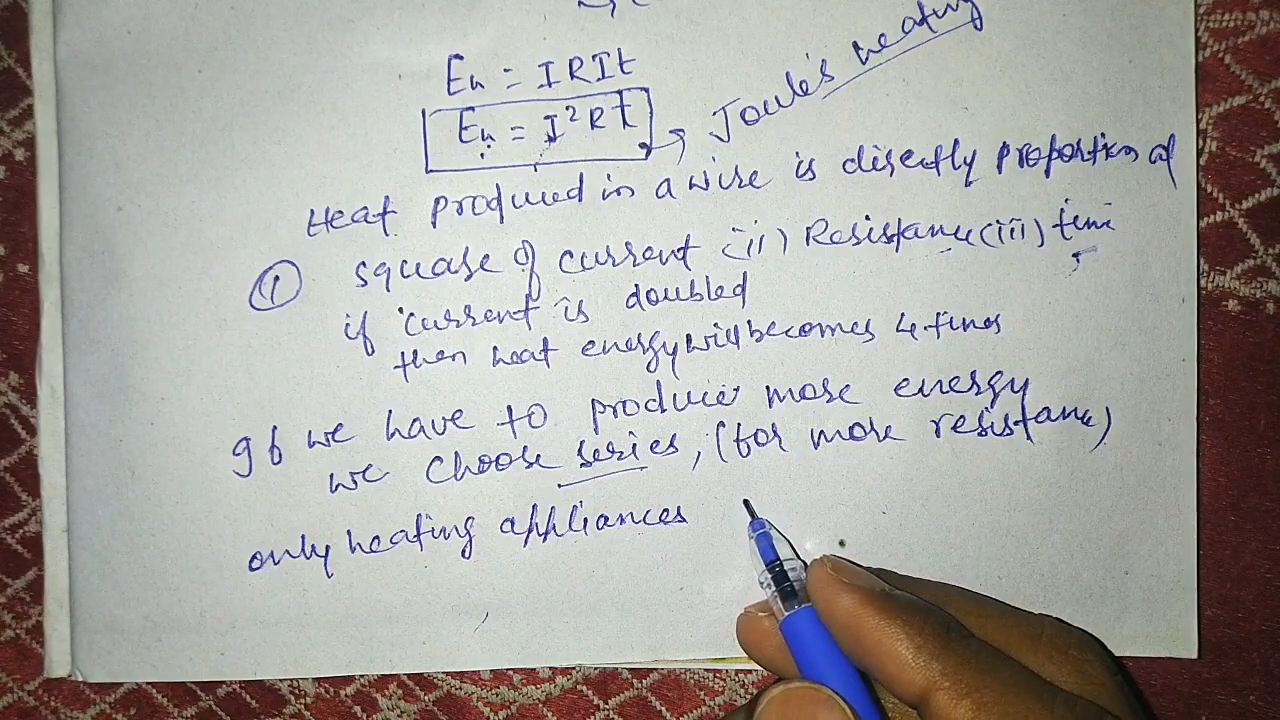 Eh = IRIt
Eh = I²Rt
Joule's heating
Heat produced in a wire is directly proportion al
① square of current (ii) Resistance (iii) time
if current is doubled
then heat energy will becomes 4 times
If we have to produce more energy
we choose series, (for more resistance)
only heating appliances